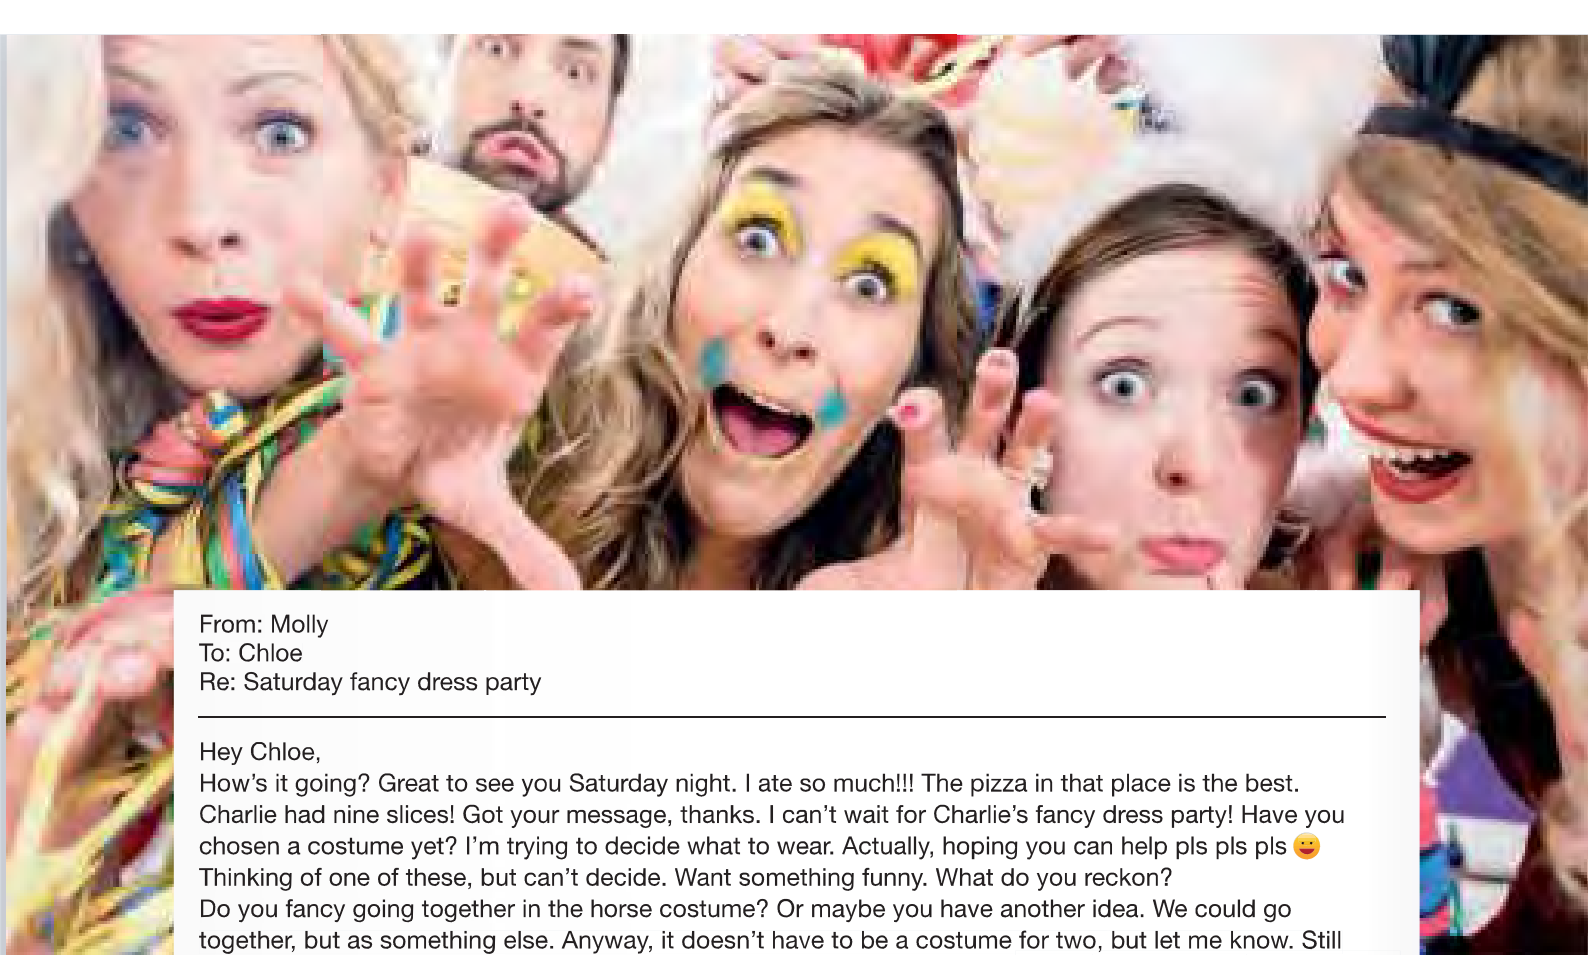 From: Molly
To: Chloe
Re: Saturday fancy dress party
Hey Chloe,
How’s it going? Great to see you Saturday night. I ate so much!!! The pizza in that place is the best.
Charlie had nine slices! Got your message, thanks. I can’t wait for Charlie’s fancy dress party! Have you
chosen a costume yet? I’m trying to decide what to wear. Actually, hoping you can help pls pls pls 😜
Thinking of one of these, but can’t decide. Want something funny. What do you reckon?
Do you fancy going together in the horse costume? Or maybe you have another idea. We could go
together, but as something else. Anyway, it doesn’t have to be a costume for two, but let me know. Still